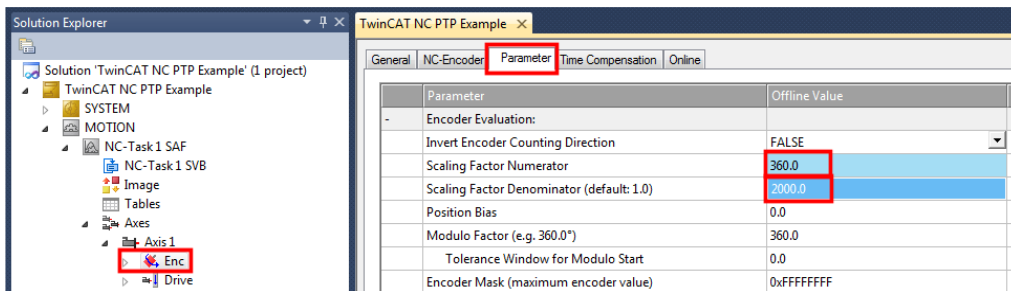 Solution Explorer
Solution 'TwinCAT NC PTP Example' (1 project)
TwinCAT NC PTP Example
SYSTEM
MOTION
NC-Task 1 SAF
NC-Task 1 SVB
Image
Tables
Axes
Axis 1
Enc
Drive
TwinCAT NC PTP Example
General NC-Encoder Parameter Time Compensation Online
Parameter Offline Value
- Encoder Evaluation:
Invert Encoder Counting Direction FALSE
Scaling Factor Numerator 360.0
Scaling Factor Denominator (default: 1.0) 2000.0
Position Bias 0.0
Modulo Factor (e.g. 360.0°) 360.0
Tolerance Window for Modulo Start 0.0
Encoder Mask (maximum encoder value) 0xFFFFFFFF